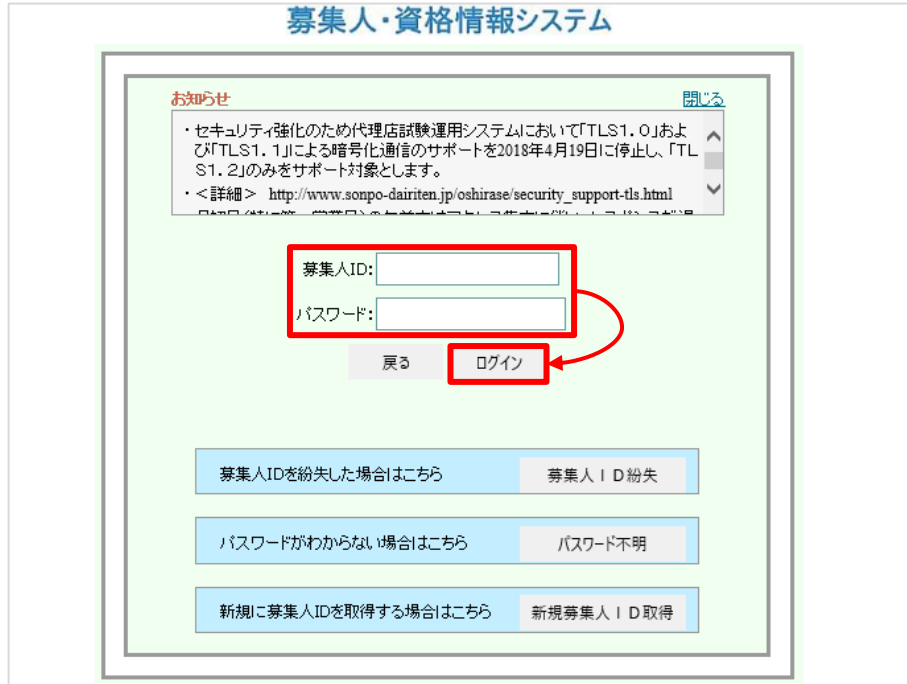 募集人・資格情報システム
お知らせ
閉じる
・セキュリティ強化のため代理店試験運用システムにおいて「TLS1.0」およ
び「TLS1.1」による暗号化通信のサポートを2018年4月19日に停止し、「TL
S1.2」のみをサポート対象とします。
・<詳細> http://www.sonpo-dairiten.jp/oshirase/security_support-tls.html
募集人ID:
パスワード:
戻る
ログイン
募集人IDを紛失した場合はこちら
募集人ID紛失
パスワードがわからない場合はこちら
パスワード不明
新規に募集人IDを取得する場合はこちら
新規募集人ID取得